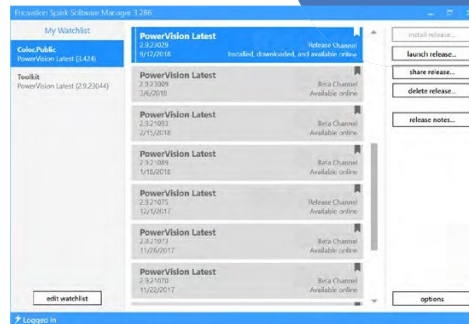 Enovation Spark Software Manager 3.286
My Watchlist
Color.Public
PowerVision Latest (3.424)
Toolkit
PowerVision Latest (2.9.23044)
edit watchlist
PowerVision Latest
2.9.23029 Release Channel
9/12/2018 Installed, downloaded, and available online
PowerVision Latest
2.9.23009 Beta Channel
3/6/2018 Available online
PowerVision Latest
2.9.21093 Beta Channel
2/15/2018 Available online
PowerVision Latest
2.9.21089 Beta Channel
1/18/2018 Available online
PowerVision Latest
2.9.21075 Release Channel
12/1/2017 Available online
PowerVision Latest
2.9.21073 Beta Channel
11/28/2017 Available online
PowerVision Latest
2.9.21070 Beta Channel
11/22/2017 Available online
install release...
launch release...
share release...
delete release...
release notes...
options
Logged in